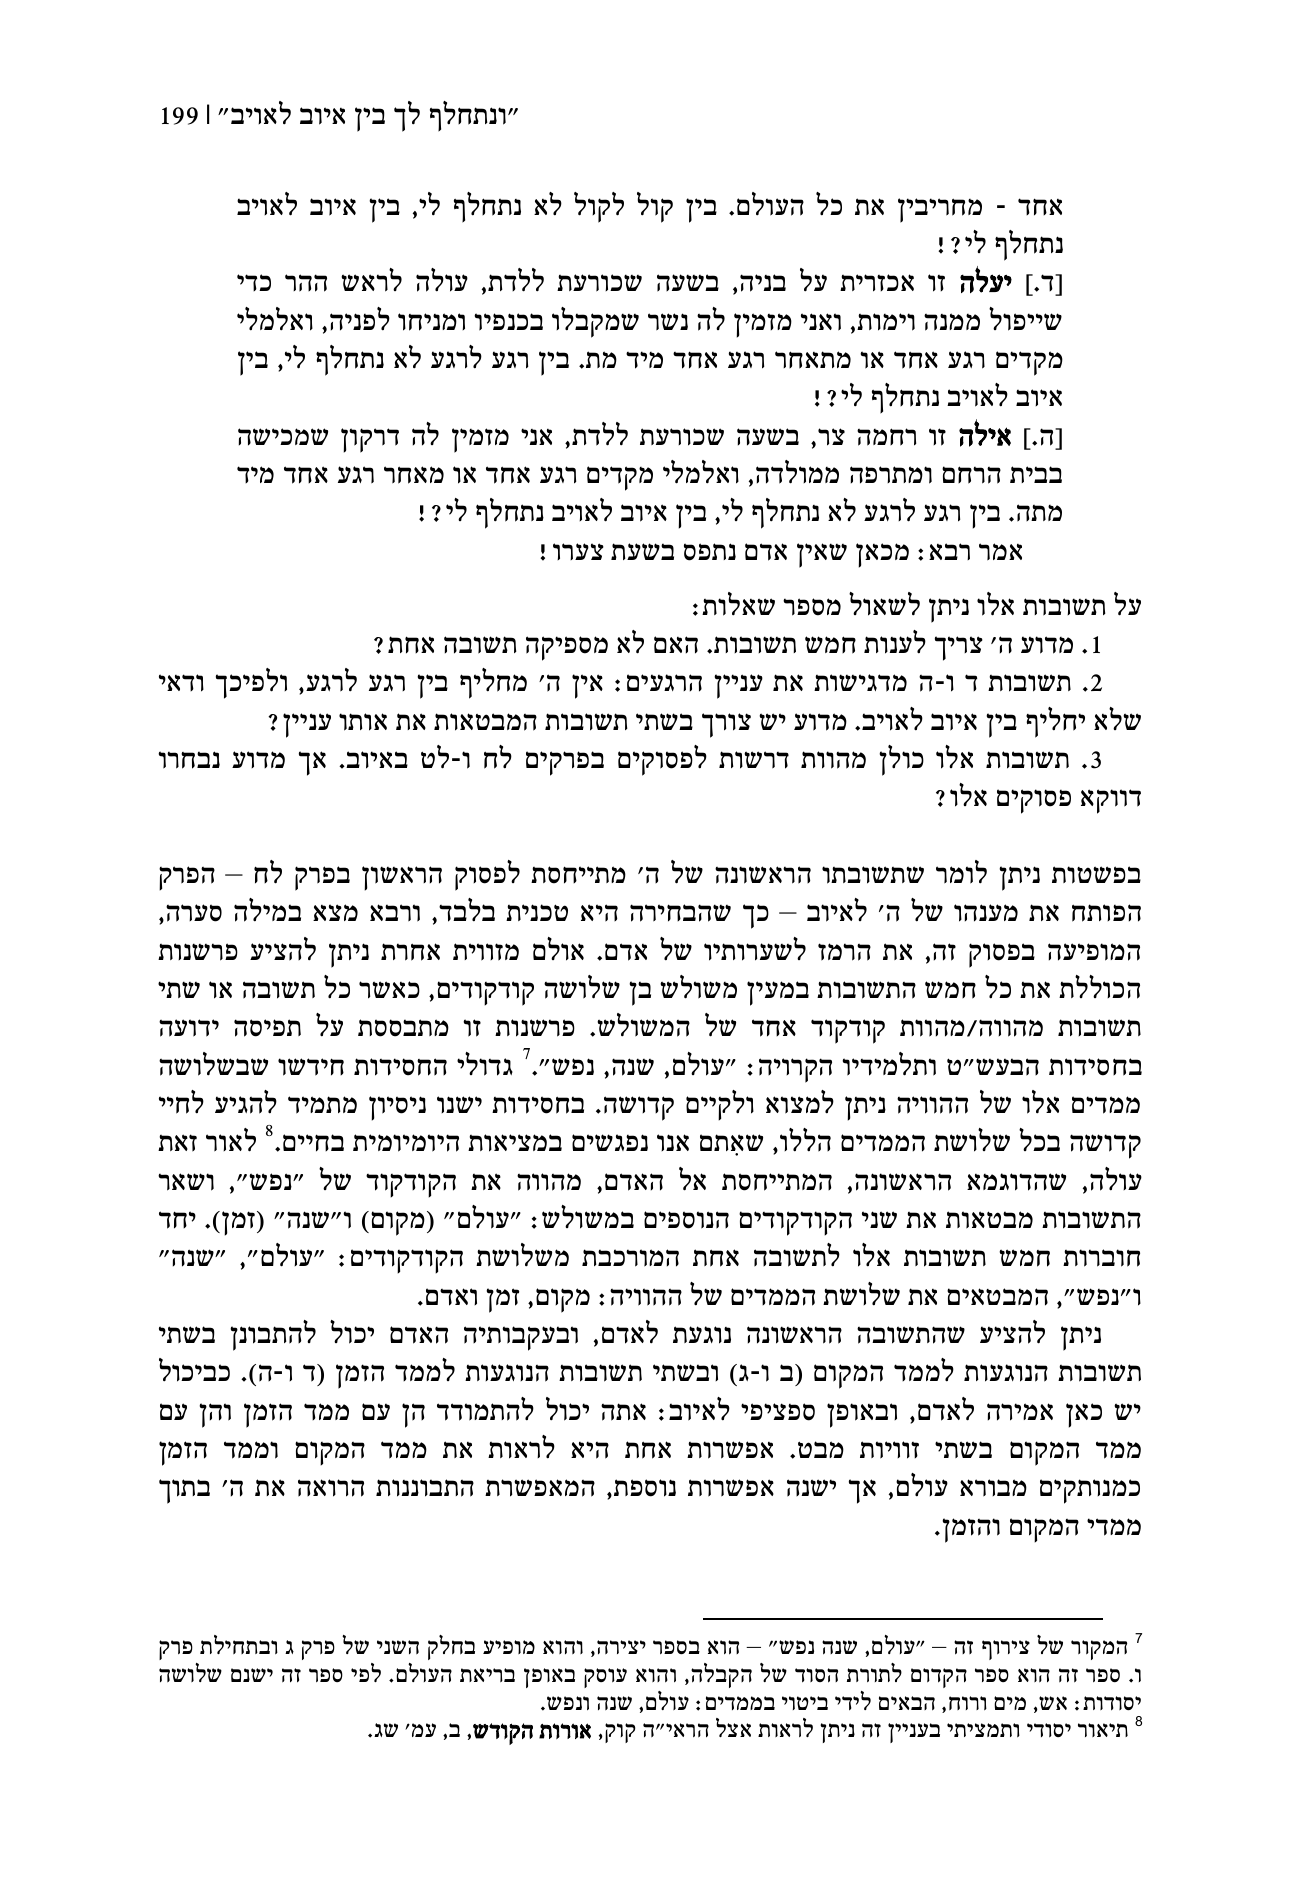 "ונתחלף לך בין איוב לאויב" | 199
אחד - מחריבין את כל העולם. בין קול לקול לא נתחלף לי, בין איוב לאויב
נתחלף לי?!
[ד.] יעלה זו אכזרית על בניה, בשעה שכורעת ללדת, עולה לראש ההר כדי
שייפול ממנה וימות, ואני מזמין לה נשר שמקבלו בכנפיו ומניחו לפניה, ואלמלי
מקדים רגע אחד או מתאחר רגע אחד מיד מת. בין רגע לרגע לא נתחלף לי, בין
איוב לאויב נתחלף לי?!
[ה.] אילה זו רחמה צר, בשעה שכורעת ללדת, אני מזמין לה דרקון שמכישה
בבית הרחם ומתרפה ממולדה, ואלמלי מקדים רגע אחד או מאחר רגע אחד מיד
מתה. בין רגע לרגע לא נתחלף לי, בין איוב לאויב נתחלף לי?!
אמר רבא: מכאן שאין אדם נתפס בשעת צערו!
על תשובות אלו ניתן לשאול מספר שאלות:
1. מדוע ה' צריך לענות חמש תשובות. האם לא מספיקה תשובה אחת?
2. תשובות ד ו-ה מדגישות את עניין הרגעים: אין ה' מחליף בין רגע לרגע, ולפיכך ודאי
שלא יחליף בין איוב לאויב. מדוע יש צורך בשתי תשובות המבטאות את אותו עניין?
3. תשובות אלו כולן מהוות דרשות לפסוקים בפרקים לח ו-לט באיוב. אך מדוע נבחרו
דווקא פסוקים אלו?
בפשטות ניתן לומר שתשובתו הראשונה של ה' מתייחסת לפסוק הראשון בפרק לח – הפרק
הפותח את מענהו של ה' לאיוב – כך שהבחירה היא טכנית בלבד, ורבא מצא במילה סערה,
המופיעה בפסוק זה, את הרמז לשערותיו של אדם. אולם מזווית אחרת ניתן להציע פרשנות
הכוללת את כל חמש התשובות במעין משולש בן שלושה קודקודים, כאשר כל תשובה או שתי
תשובות מהווה/מהוות קודקוד אחד של המשולש. פרשנות זו מתבססת על תפיסה ידועה
בחסידות הבעש"ט ותלמידיו הקרויה: "עולם, שנה, נפש".7 גדולי החסידות חידשו שבשלושה
ממדים אלו של ההוויה ניתן למצוא ולקיים קדושה. בחסידות ישנו ניסיון מתמיד להגיע לחיי
קדושה בכל שלושת הממדים הללו, שאִתם אנו נפגשים במציאות היומיומית בחיים.8 לאור זאת
עולה, שהדוגמא הראשונה, המתייחסת אל האדם, מהווה את הקודקוד של "נפש", ושאר
התשובות מבטאות את שני הקודקודים הנוספים במשולש: "עולם" (מקום) ו"שנה" (זמן). יחד
חוברות חמש תשובות אלו לתשובה אחת המורכבת משלושת הקודקודים: "עולם", "שנה"
ו"נפש", המבטאים את שלושת הממדים של ההוויה: מקום, זמן ואדם.
ניתן להציע שהתשובה הראשונה נוגעת לאדם, ובעקבותיה האדם יכול להתבונן בשתי
תשובות הנוגעות לממד המקום (ב ו-ג) ובשתי תשובות הנוגעות לממד הזמן (ד ו-ה). כביכול
יש כאן אמירה לאדם, ובאופן ספציפי לאיוב: אתה יכול להתמודד הן עם ממד הזמן והן עם
ממד המקום בשתי זוויות מבט. אפשרות אחת היא לראות את ממד המקום וממד הזמן
כמנותקים מבורא עולם, אך ישנה אפשרות נוספת, המאפשרת התבוננות הרואה את ה' בתוך
ממדי המקום והזמן.
7 המקור של צירוף זה – "עולם, שנה נפש" – הוא בספר יצירה, והוא מופיע בחלק השני של פרק ג ובתחילת פרק
ו. ספר זה הוא ספר הקדום לתורת הסוד של הקבלה, והוא עוסק באופן בריאת העולם. לפי ספר זה ישנם שלושה
יסודות: אש, מים ורוח, הבאים לידי ביטוי בממדים: עולם, שנה ונפש.
8 תיאור יסודי ותמציתי בעניין זה ניתן לראות אצל הראי"ה קוק, אורות הקודש, ב, עמ' שג.